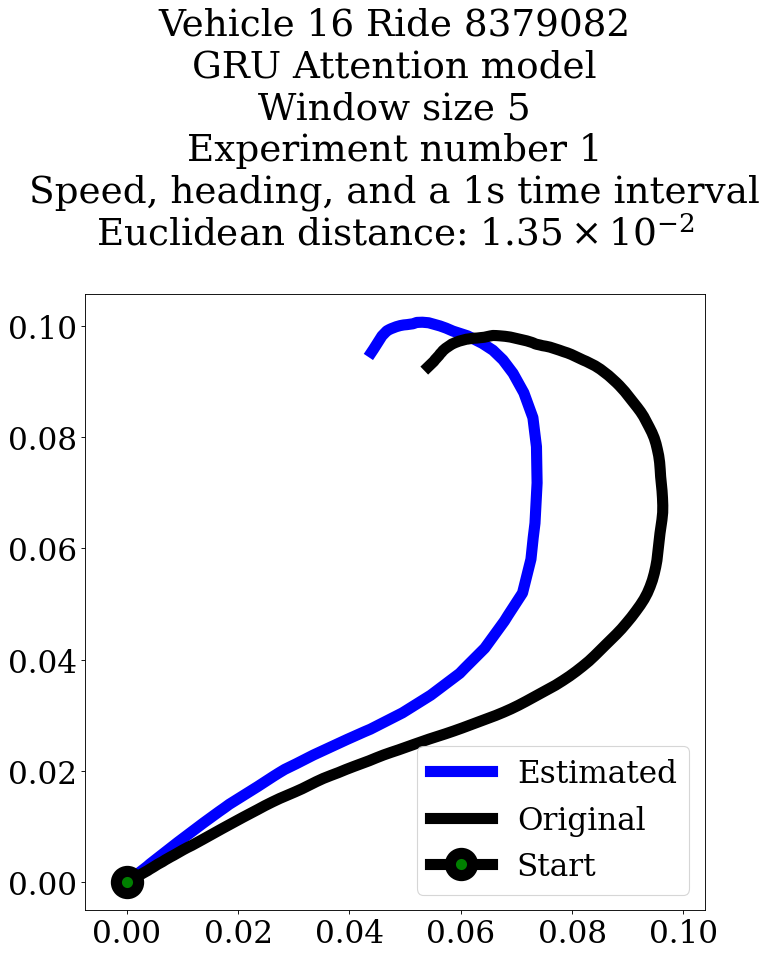 Vehicle 16 Ride 8379082
GRU Attention model
Window size 5
Experiment number 1
Speed, heading, and a 1s time interval
Euclidean distance: 1.35 × 10⁻²
0.10
0.08
0.06
0.04
0.02
0.00
Estimated
Original
Start
0.00 0.02 0.04 0.06 0.08 0.10